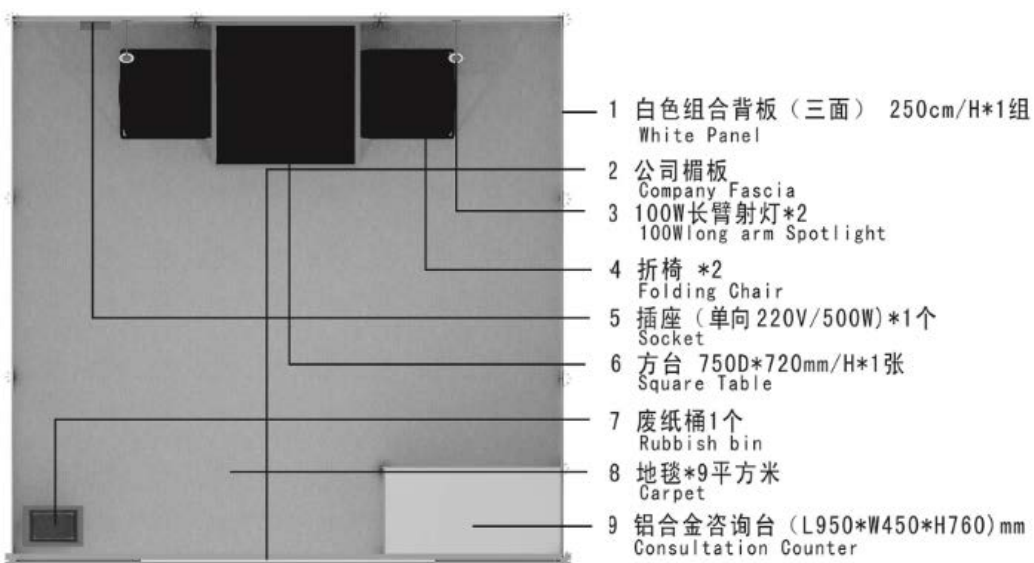 1 白色组合背板（三面） 250cm/H*1组
White Panel
2 公司楣板
Company Fascia
3 100W长臂射灯*2
100Wlong arm Spotlight
4 折椅 *2
Folding Chair
5 插座（单向220V/500W)*1个
Socket
6 方台 750D*720mm/H*1张
Square Table
7 废纸桶1个
Rubbish bin
8 地毯*9平方米
Carpet
9 铝合金咨询台（L950*W450*H760)mm
Consultation Counter